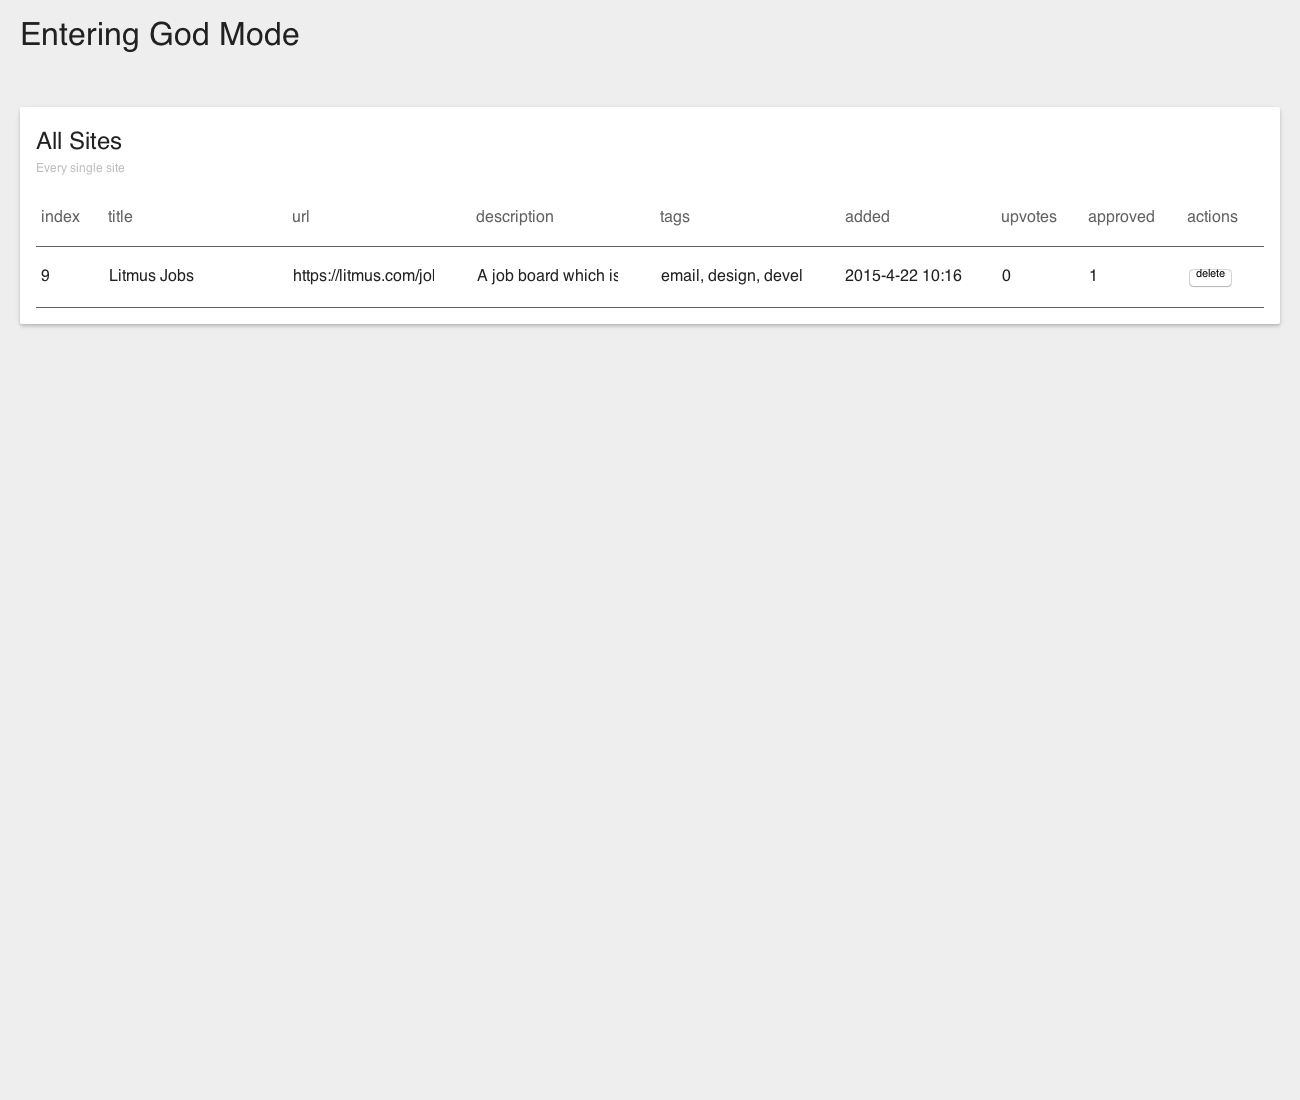 Entering God Mode
All Sites
Every single site
index title url description tags added upvotes approved actions
9 Litmus Jobs https://litmus.com/jol A job board which is email, design, devel 2015-4-22 10:16 0 1 delete